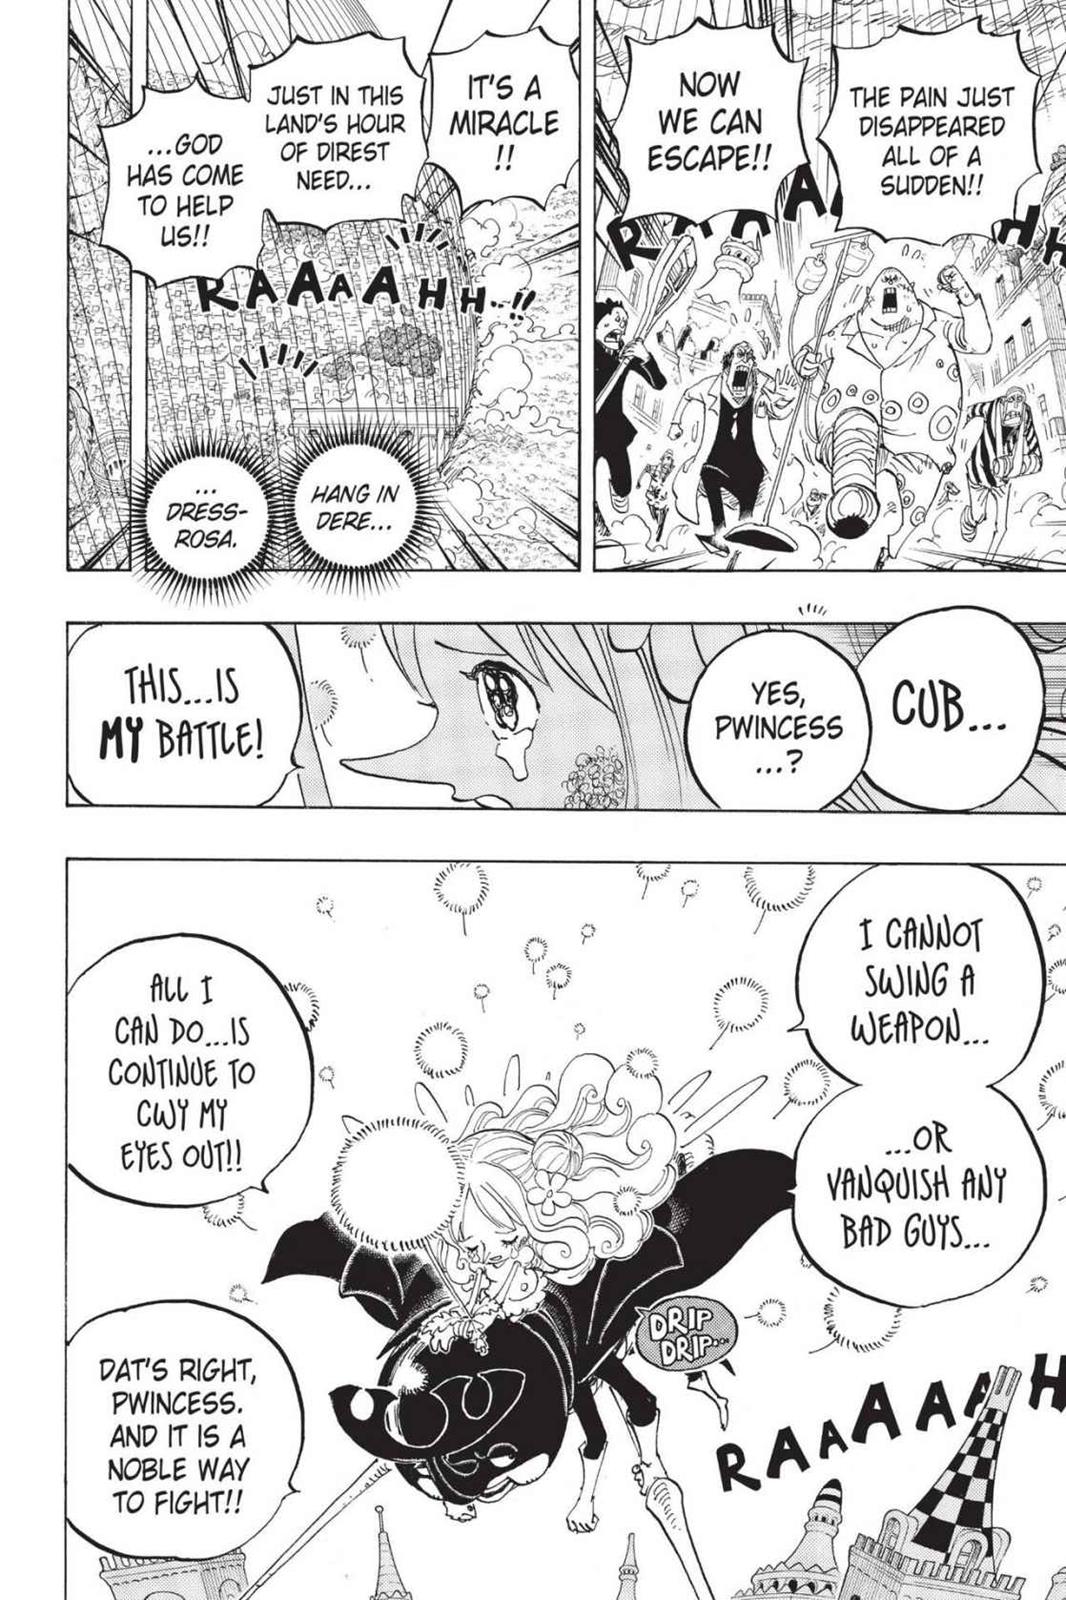 THE PAIN JUST
DISAPPEARED
ALL OF A
SUDDEN!!
NOW
WE CAN
ESCAPE!!
IT'S A
MIRACLE
!!
JUST IN THIS
LAND'S HOUR
OF DIREST
NEED...
...GOD
HAS COME
TO HELP
US!!
RAAAAHH...!!
HANG IN
DERE...
...
DRESS-
ROSA.
CUB...
YES,
PWINCESS
...?
THIS...IS
MY BATTLE!
I CANNOT
SWING A
WEAPON...
...OR
VANQUISH ANY
BAD GUYS...
ALL I
CAN DO...IS
CONTINUE TO
CWY MY
EYES OUT!!
DRIP
DRIP...
DAT'S RIGHT,
PWINCESS.
AND IT IS A
NOBLE WAY
TO FIGHT!!
RAAAAAH